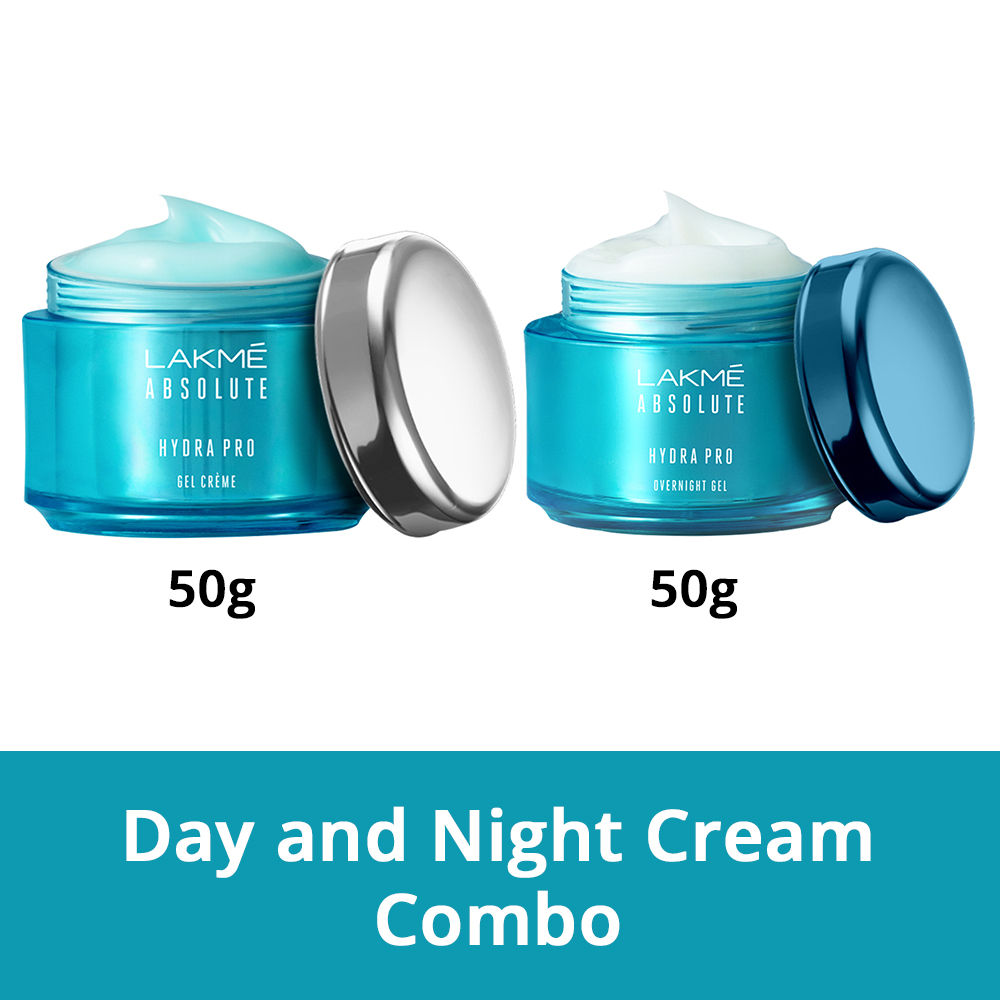 LAKMÉ
ABSOLUTE
HYDRA PRO
GEL CRÈME
50g
LAKMÉ
ABSOLUTE
HYDRA PRO
OVERNIGHT GEL
50g
Day and Night Cream
Combo